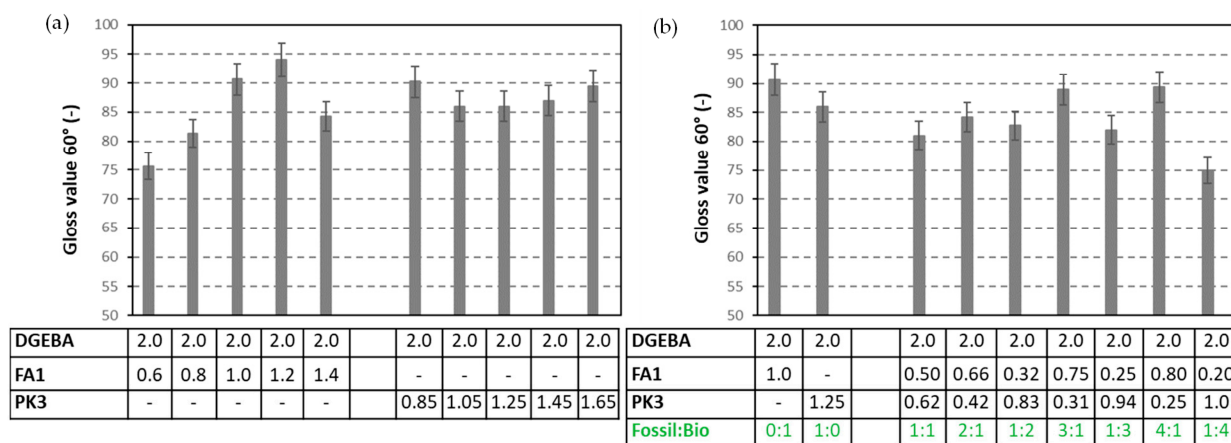 (a)
100
95
90
85
80
75
70
65
60
55
50
Gloss value 60° (-)
DGEBA 2.0 2.0 2.0 2.0 2.0 2.0 2.0 2.0 2.0 2.0
FA1 0.6 0.8 1.0 1.2 1.4 - - - - -
PK3 - - - - - 0.85 1.05 1.25 1.45 1.65
(b)
100
95
90
85
80
75
70
65
60
55
50
Gloss value 60° (-)
DGEBA 2.0 2.0 2.0 2.0 2.0 2.0 2.0 2.0 2.0
FA1 1.0 - 0.50 0.66 0.32 0.75 0.25 0.80 0.20
PK3 - 1.25 0.62 0.42 0.83 0.31 0.94 0.25 1.0
Fossil:Bio 0:1 1:0 1:1 2:1 1:2 3:1 1:3 4:1 1:4